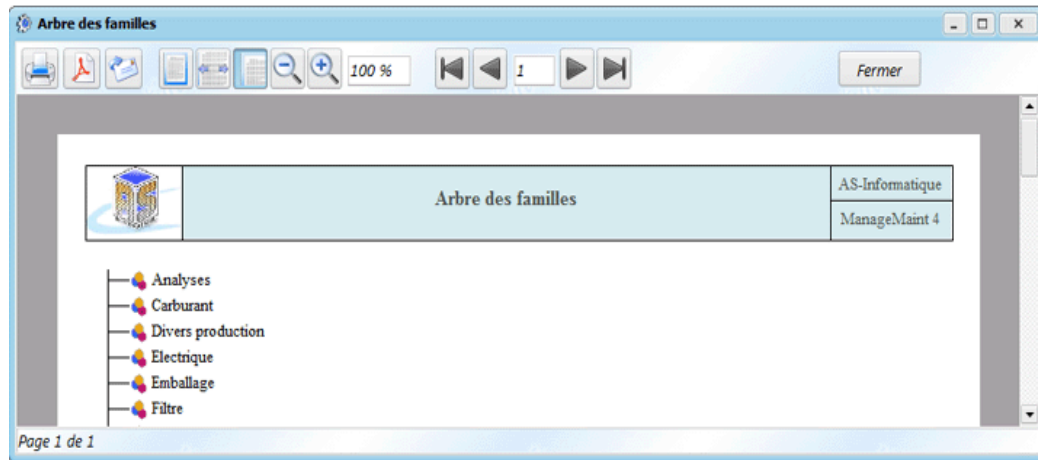 Arbre des familles
100 %
1
Fermer
Arbre des familles
AS-Informatique
ManageMaint 4
Analyses
Carburant
Divers production
Electrique
Emballage
Filtre
Page 1 de 1